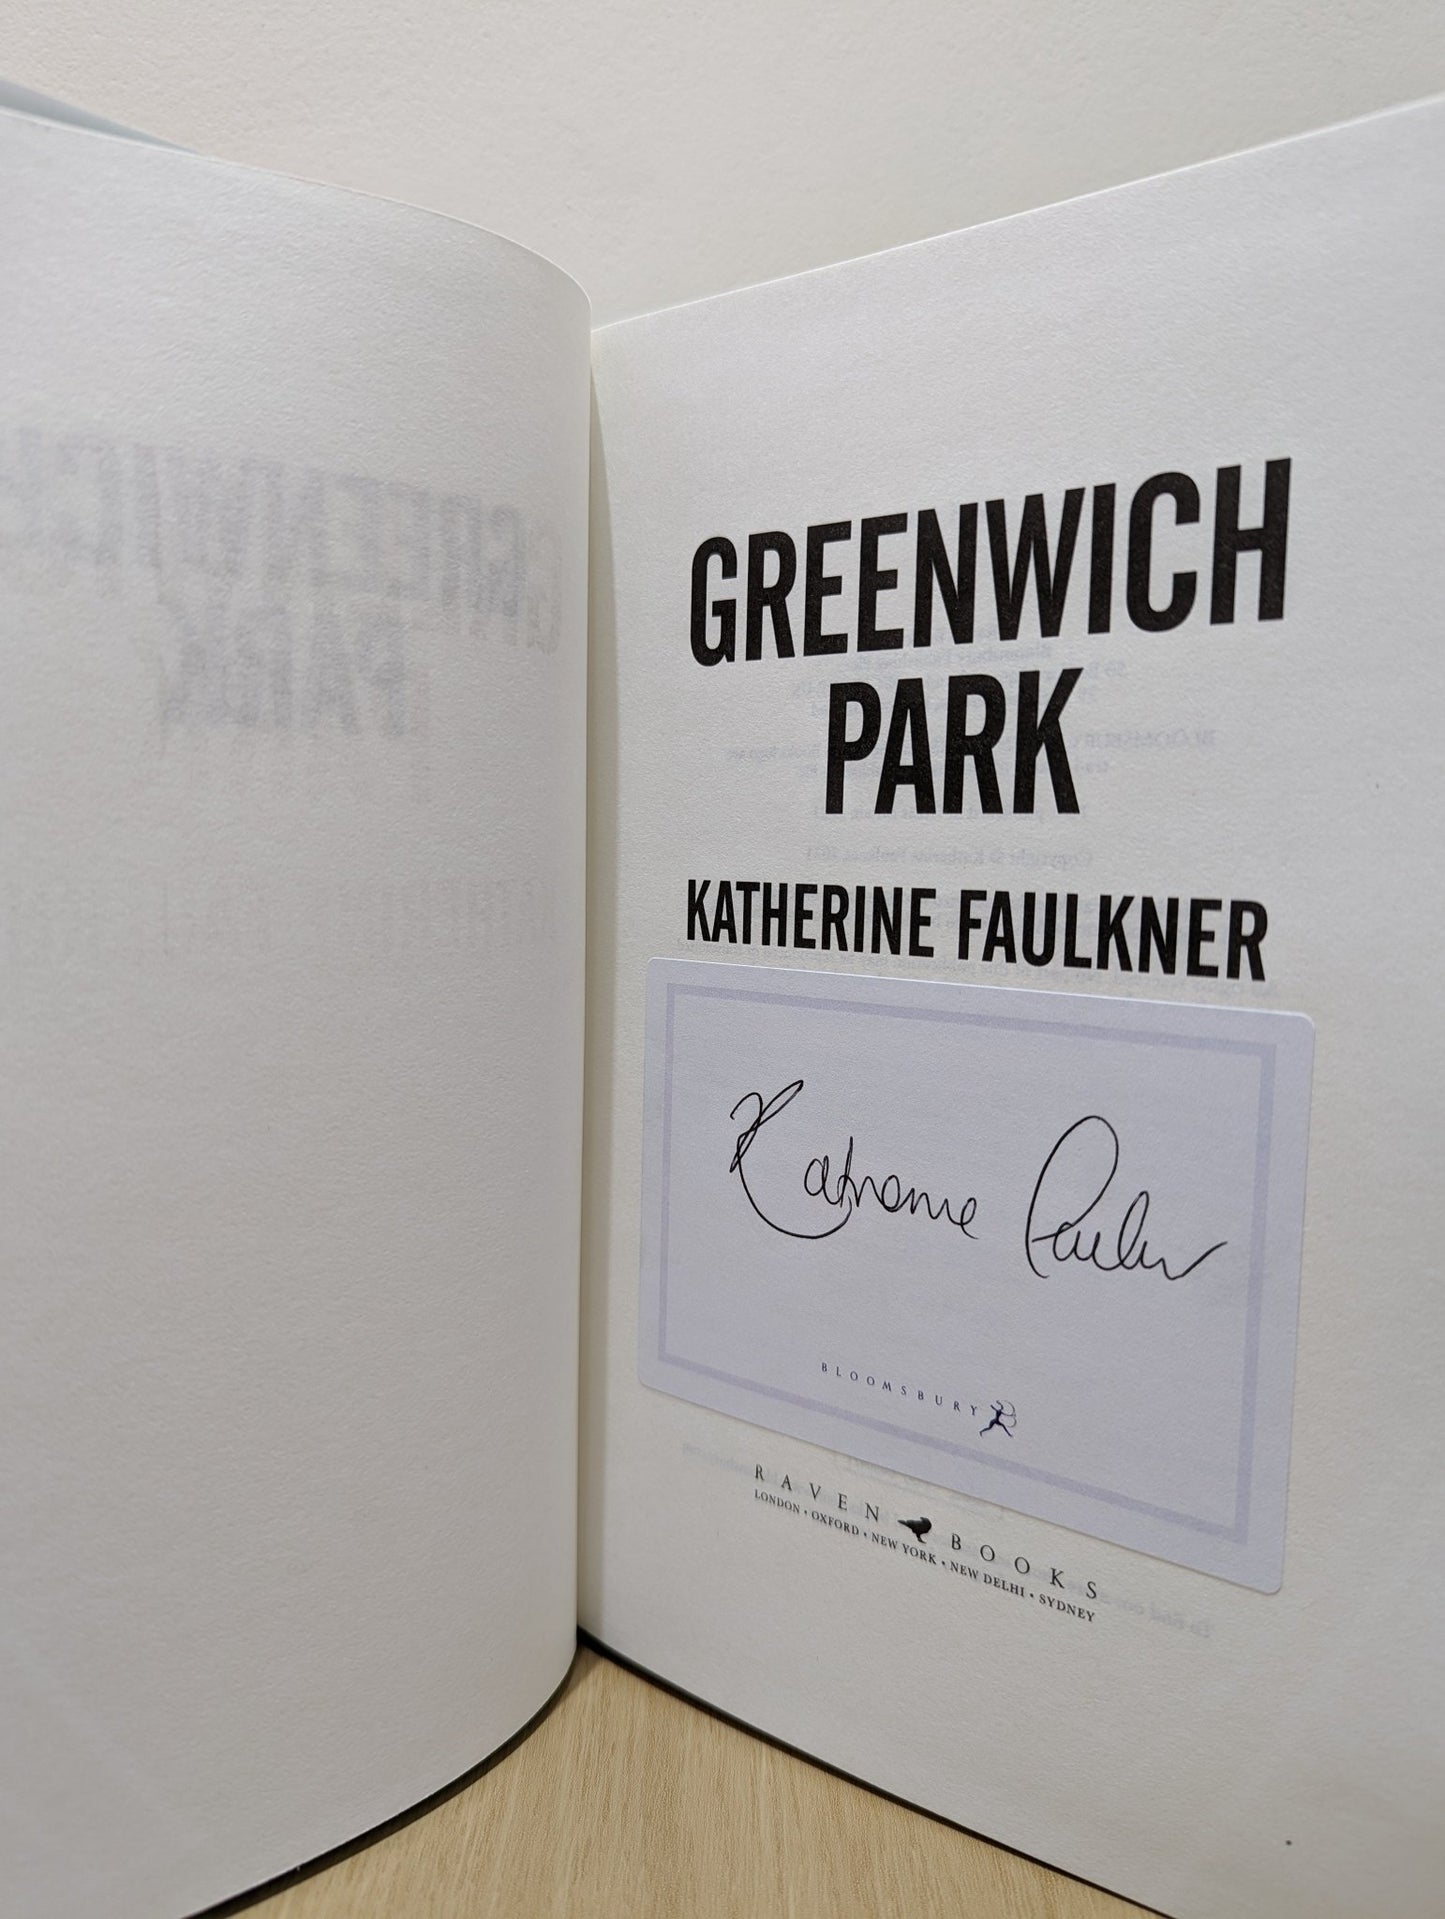 GREENWICH
PARK
KATHERINE FAULKNER
Katherine Faulkner
BLOOMSBURY
RAVEN BOOKS
LONDON • OXFORD • NEW YORK • NEW DELHI • SYDNEY